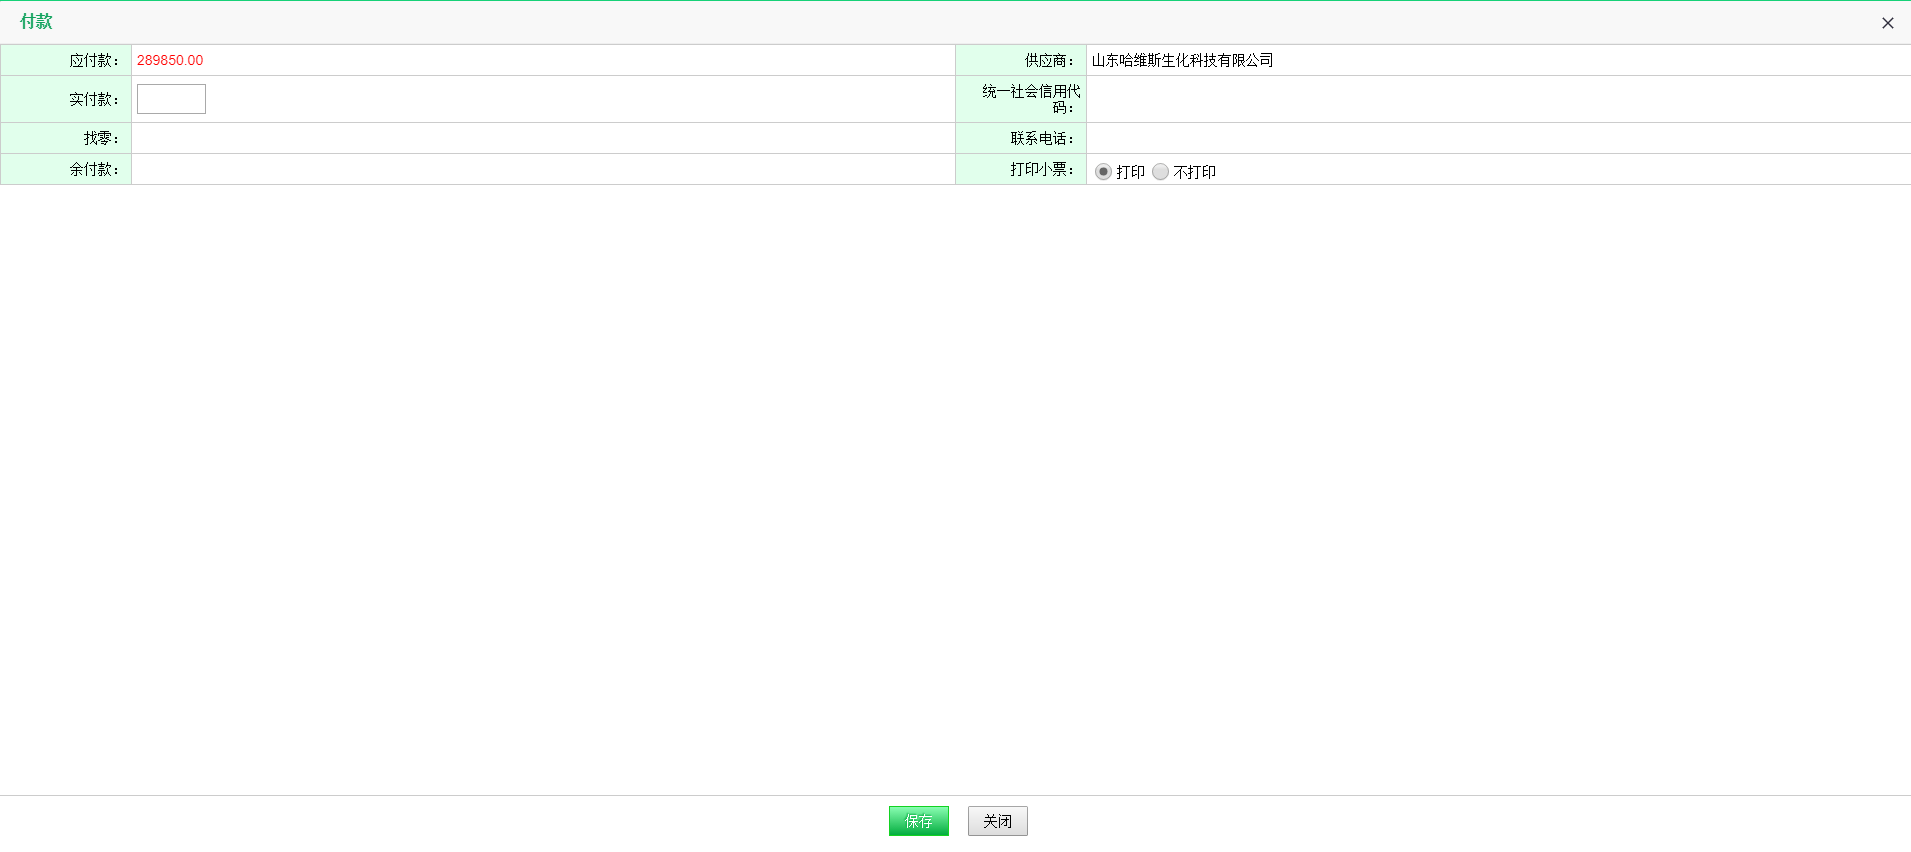 付款
应付款： 289850.00 供应商： 山东哈维斯生化科技有限公司
实付款： 统一社会信用代
码：
找零： 联系电话：
余付款： 打印小票： 打印 不打印
保存 关闭